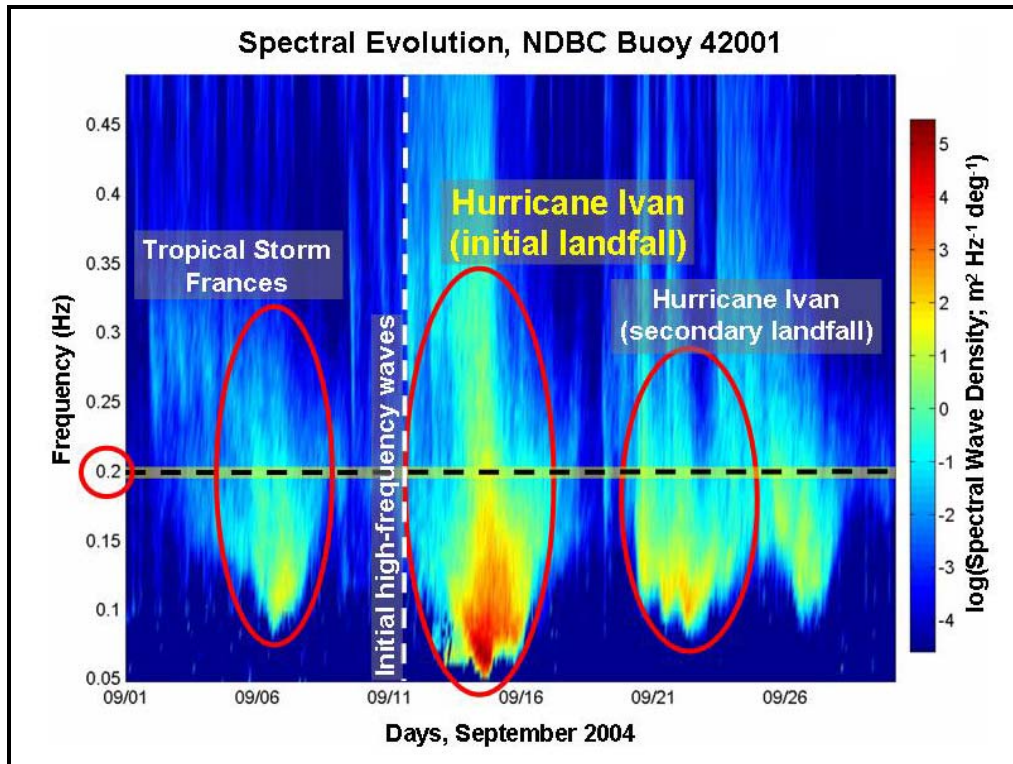 Spectral Evolution, NDBC Buoy 42001
Frequency (Hz)
0.45
0.4
0.35
0.3
0.25
0.2
0.15
0.1
0.05
Tropical Storm
Frances
Initial high-frequency waves
Hurricane Ivan
(initial landfall)
Hurricane Ivan
(secondary landfall)
09/01
09/06
09/11
09/16
09/21
09/26
Days, September 2004
5
4
3
2
1
0
-1
-2
-3
-4
log(Spectral Wave Density; m² Hz⁻¹ deg⁻¹)